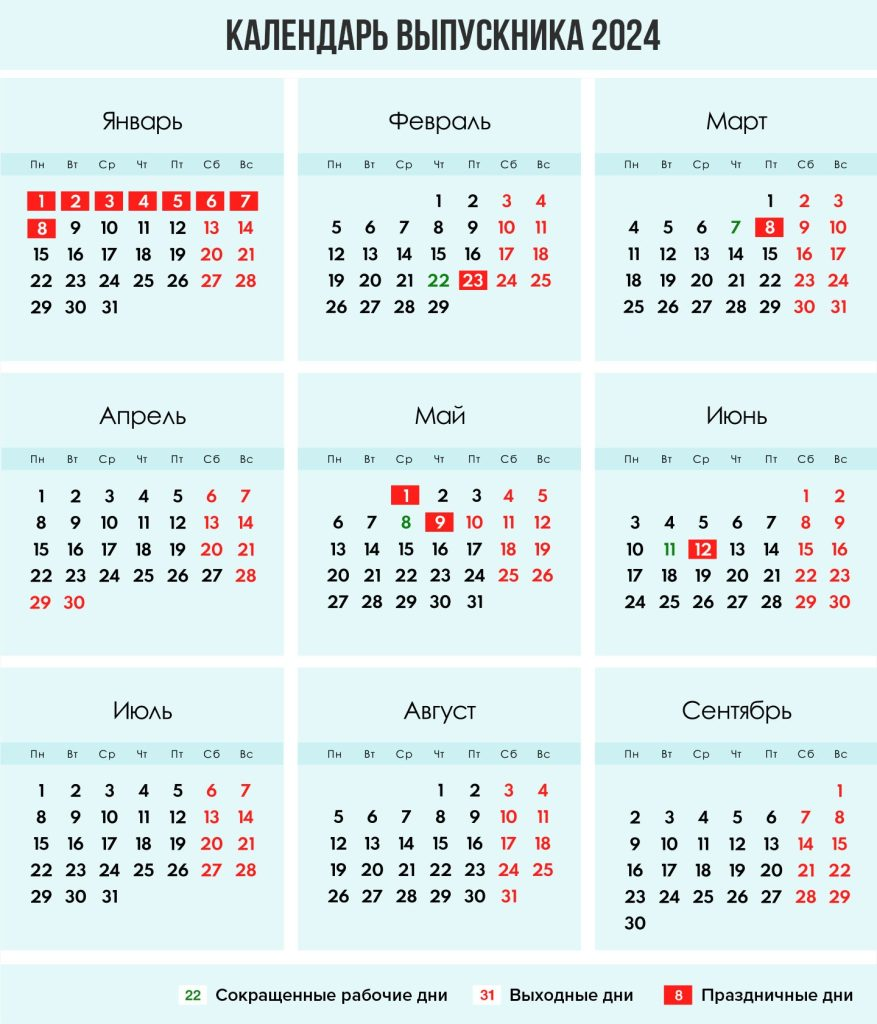 КАЛЕНДАРЬ ВЫПУСКНИКА 2024
Январь
Пн Вт Ср Чт Пт Сб Вс
1 2 3 4 5 6 7
8 9 10 11 12 13 14
15 16 17 18 19 20 21
22 23 24 25 26 27 28
29 30 31
Февраль
Пн Вт Ср Чт Пт Сб Вс
1 2 3 4
5 6 7 8 9 10 11
12 13 14 15 16 17 18
19 20 21 22 23 24 25
26 27 28 29
Март
Пн Вт Ср Чт Пт Сб Вс
1 2 3
4 5 6 7 8 9 10
11 12 13 14 15 16 17
18 19 20 21 22 23 24
25 26 27 28 29 30 31
Апрель
Пн Вт Ср Чт Пт Сб Вс
1 2 3 4 5 6 7
8 9 10 11 12 13 14
15 16 17 18 19 20 21
22 23 24 25 26 27 28
29 30
Май
Пн Вт Ср Чт Пт Сб Вс
1 2 3 4 5
6 7 8 9 10 11 12
13 14 15 16 17 18 19
20 21 22 23 24 25 26
27 28 29 30 31
Июнь
Пн Вт Ср Чт Пт Сб Вс
1 2
3 4 5 6 7 8 9
10 11 12 13 14 15 16
17 18 19 20 21 22 23
24 25 26 27 28 29 30
Июль
Пн Вт Ср Чт Пт Сб Вс
1 2 3 4 5 6 7
8 9 10 11 12 13 14
15 16 17 18 19 20 21
22 23 24 25 26 27 28
29 30 31
Август
Пн Вт Ср Чт Пт Сб Вс
1 2 3 4
5 6 7 8 9 10 11
12 13 14 15 16 17 18
19 20 21 22 23 24 25
26 27 28 29 30 31
Сентябрь
Пн Вт Ср Чт Пт Сб Вс
1
2 3 4 5 6 7 8
9 10 11 12 13 14 15
16 17 18 19 20 21 22
23 24 25 26 27 28 29
30
22 Сокращенные рабочие дни 31 Выходные дни 8 Праздничные дни